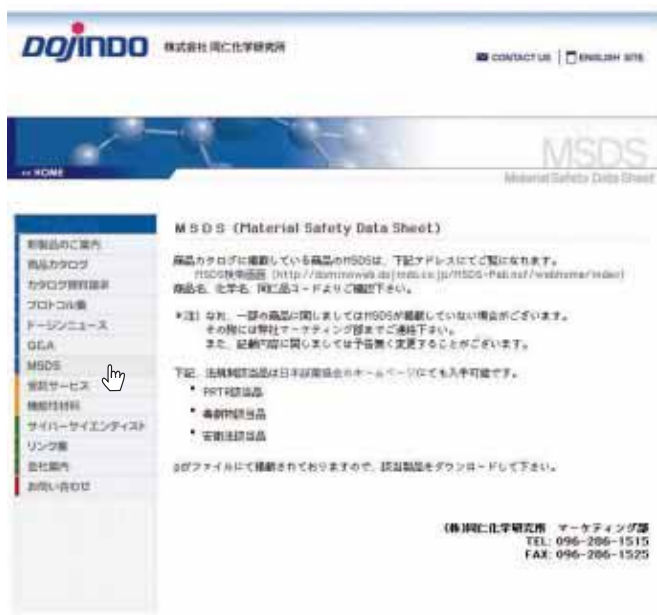 DOJINDO 株式会社 同仁化学研究所
CONTACT US ENGLISH SITE
MSDS
Material Safety Data Sheet
<< HOME
MSDS (Material Safety Data Sheet)
新製品のご案内
商品カタログ
カタログ資料請求
プロトコル集
ドージンニュース
Q&A
MSDS
受託サービス
機能性材料
サイバーサイエンティスト
リンク集
会社案内
お問い合わせ
商品カタログに掲載している商品のMSDSは、下記アドレスにてご覧になれます。
MSDS検索画面
商品名、化学名、同仁品コードよりご確認下さい。
*注) なお、一部の商品に関しましてはMSDSが掲載していない場合がございます。
その際には弊社マーケティング部までご連絡下さい。
また、記載内容に関しましては予告無く変更することがございます。
下記、法規制該当品は日本試薬協会のホームページにても入手可能です。
• PRTR該当品
• 毒劇物該当品
• 安衛法該当品
pdfファイルにて掲載されておりますので、該当製品をダウンロードして下さい。
(株)同仁化学研究所 マーケティング部
TEL: 096-286-1515
FAX: 096-286-1525